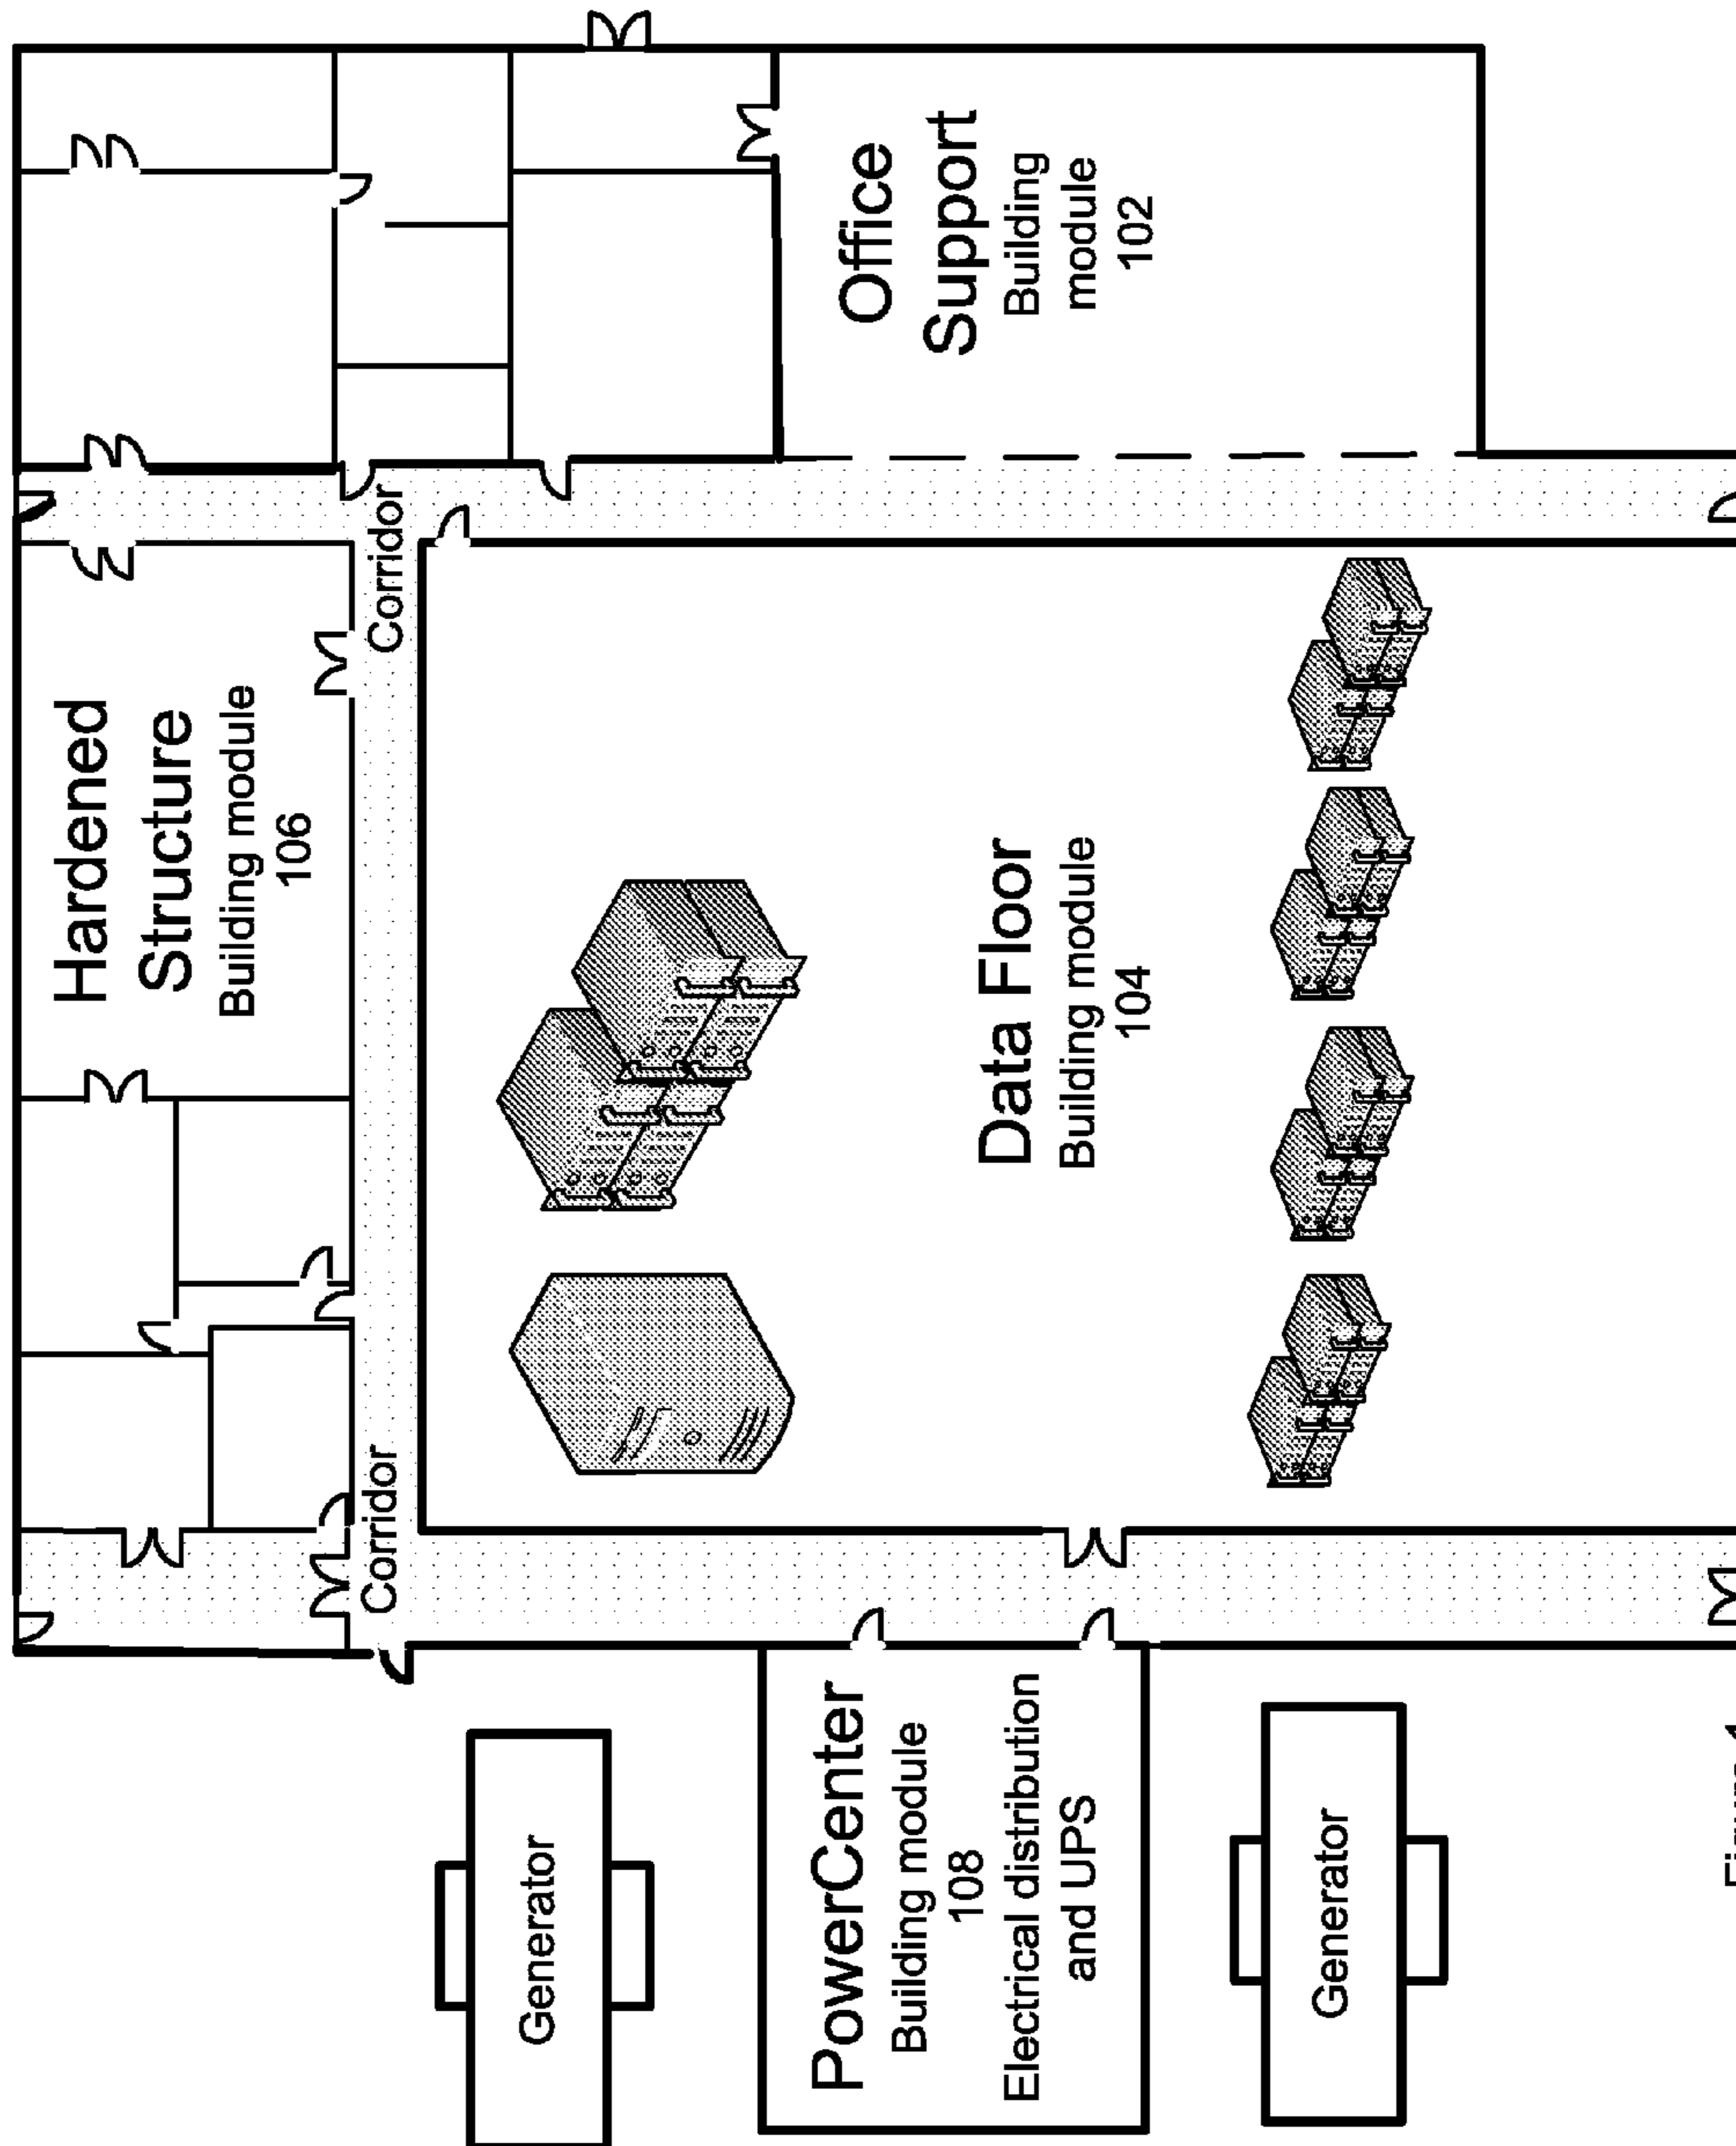 Hardened
Structure
Building module
106
Corridor
Corridor
Office
Support
Building
module
102
Data Floor
Building module
104
Generator
PowerCenter
Building module
108
Electrical distribution
and UPS
Generator